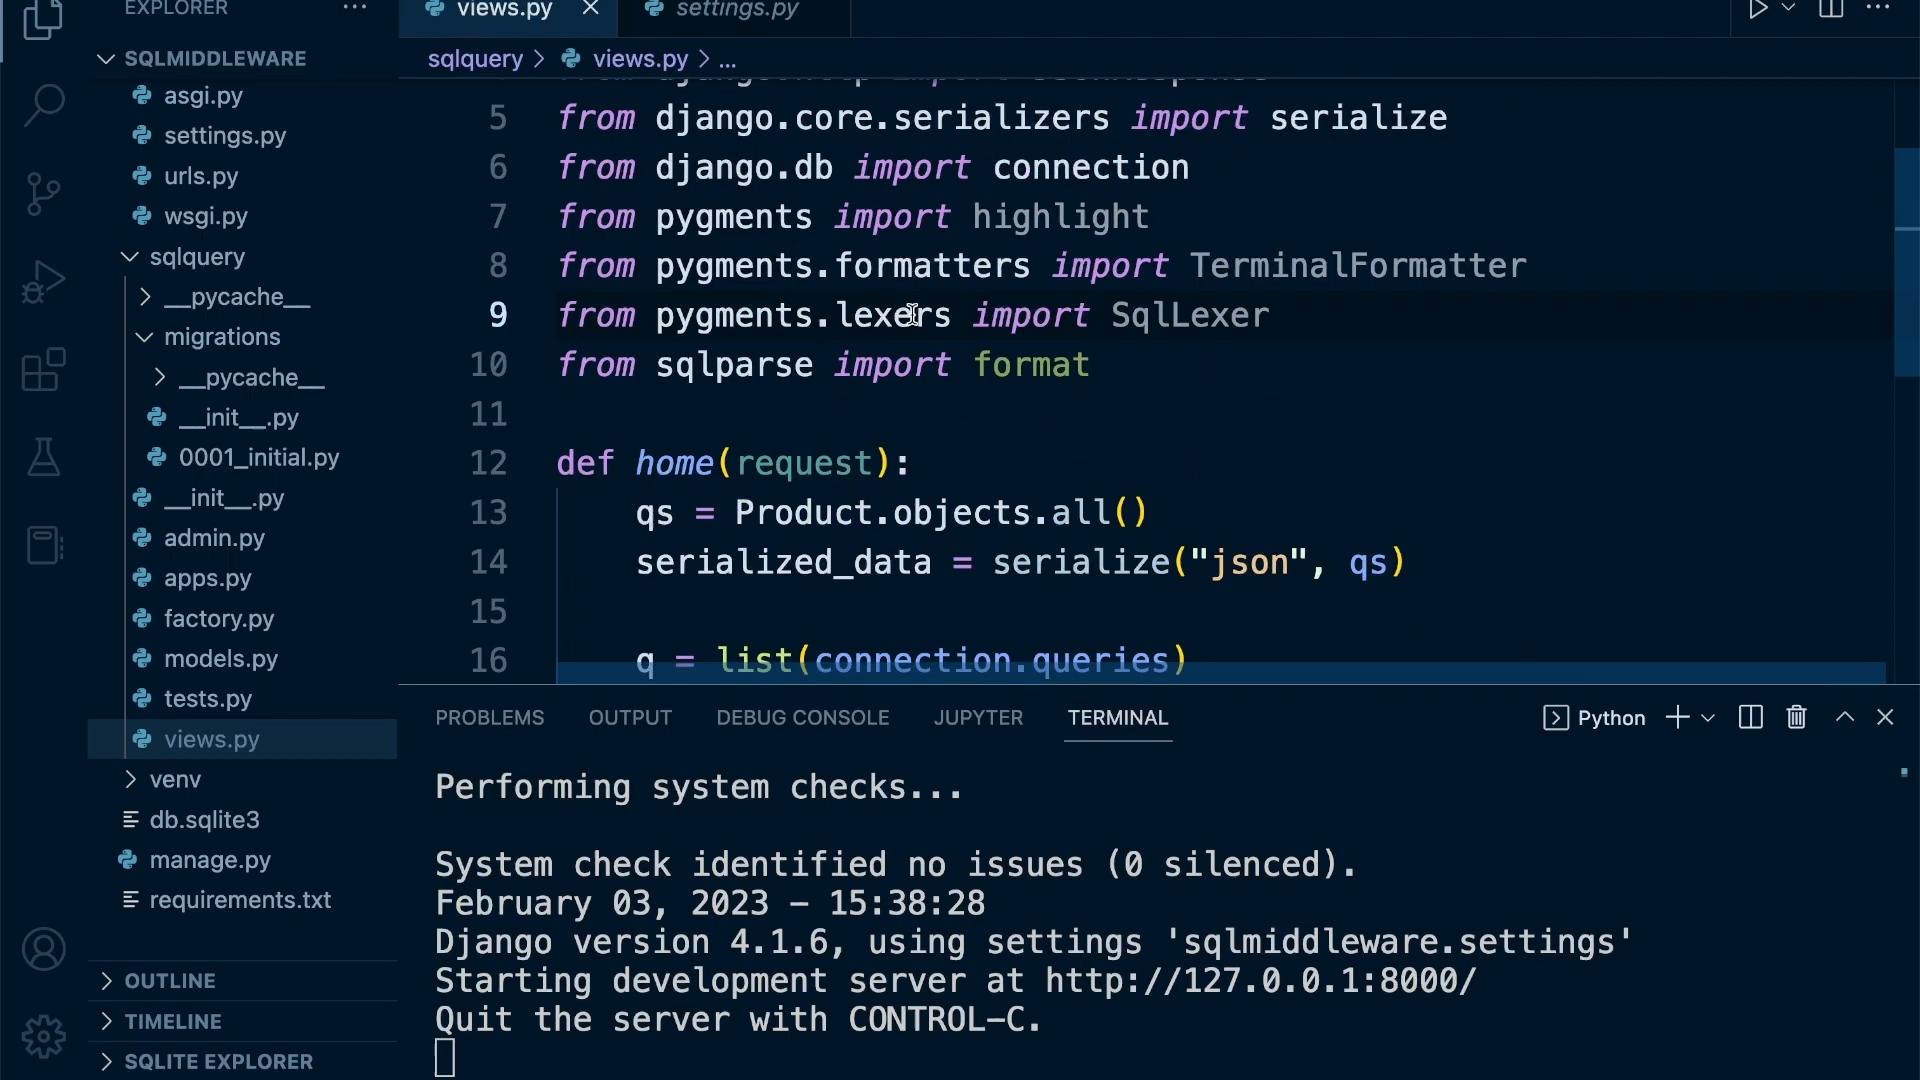 EXPLORER
views.py
settings.py
SQLMIDDLEWARE
sqlquery > views.py > ...
asgi.py
settings.py
urls.py
wsgi.py
sqlquery
__pycache__
migrations
__pycache__
__init__.py
0001_initial.py
__init__.py
admin.py
apps.py
factory.py
models.py
tests.py
views.py
venv
db.sqlite3
manage.py
requirements.txt
OUTLINE
TIMELINE
SQLITE EXPLORER
5 from django.core.serializers import serialize
6 from django.db import connection
7 from pygments import highlight
8 from pygments.formatters import TerminalFormatter
9 from pygments.lexers import SqlLexer
10 from sqlparse import format
11
12 def home(request):
13 qs = Product.objects.all()
14 serialized_data = serialize("json", qs)
15
16 q = list(connection.queries)
PROBLEMS OUTPUT DEBUG CONSOLE JUPYTER TERMINAL Python
Performing system checks...
System check identified no issues (0 silenced).
February 03, 2023 - 15:38:28
Django version 4.1.6, using settings 'sqlmiddleware.settings'
Starting development server at http://127.0.0.1:8000/
Quit the server with CONTROL-C.